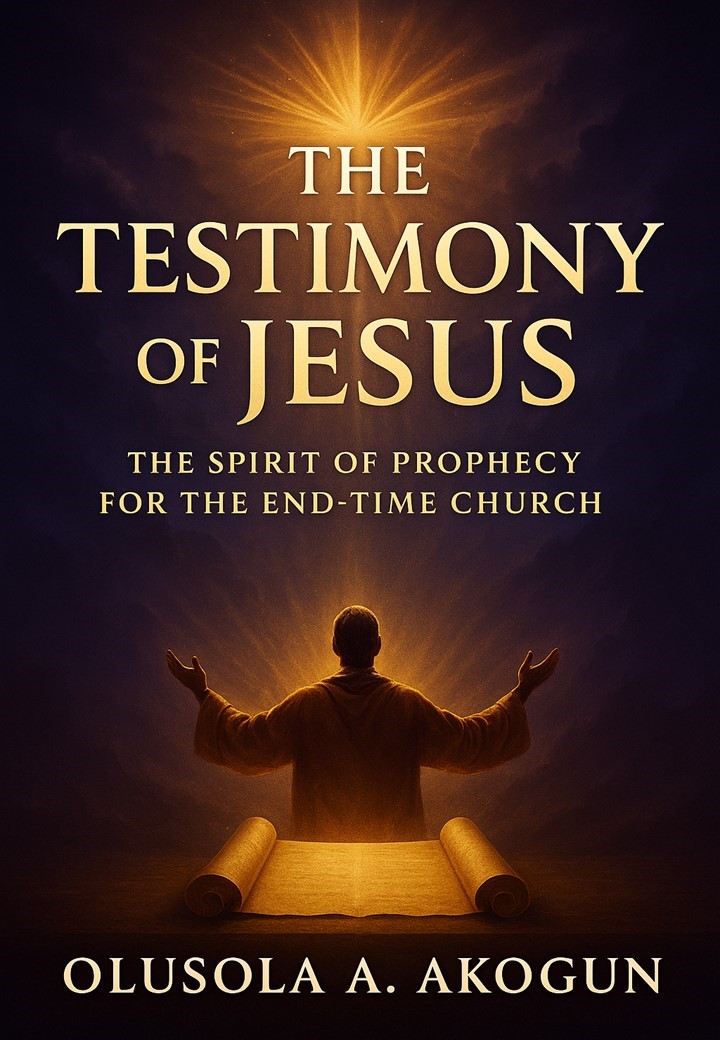 THE
TESTIMONY
OF JESUS
THE SPIRIT OF PROPHECY
FOR THE END-TIME CHURCH
OLUSOLA A. AKOGUN